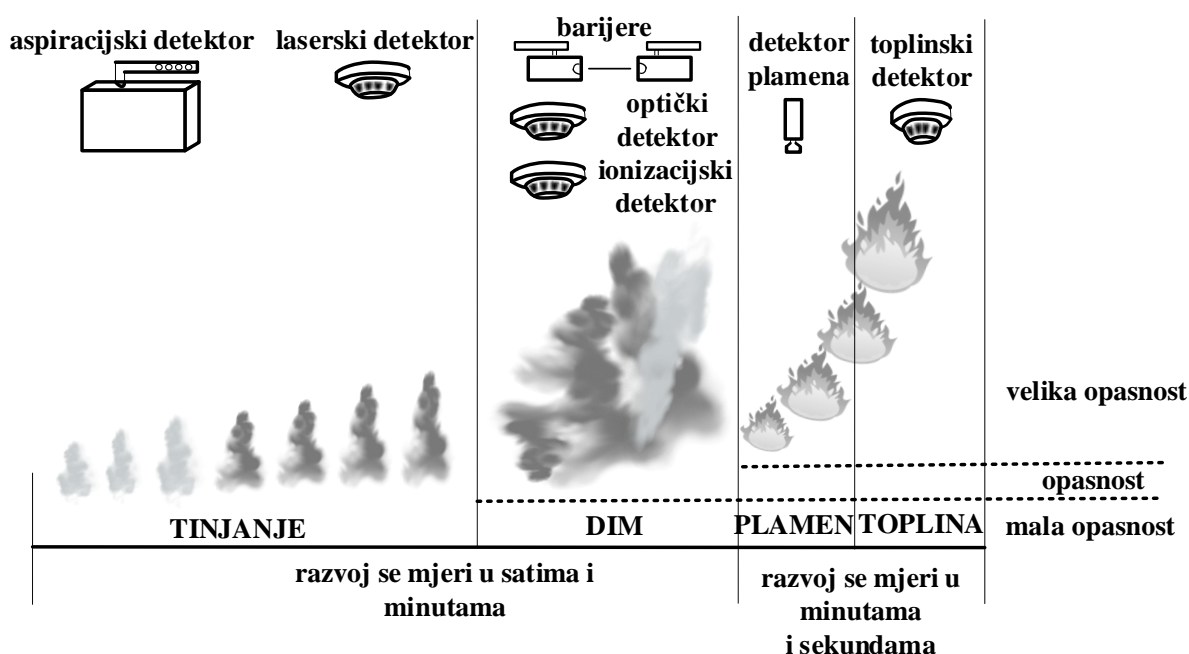 aspiracijski detektor
laserski detektor
barijere
optički
detektor
ionizacijski
detektor
detektor
plamena
toplinski
detektor
velika opasnost
opasnost
mala opasnost
TINJANJE
DIM
PLAMEN
TOPLINA
razvoj se mjeri u satima i
minutama
razvoj se mjeri u
minutama
i sekundama